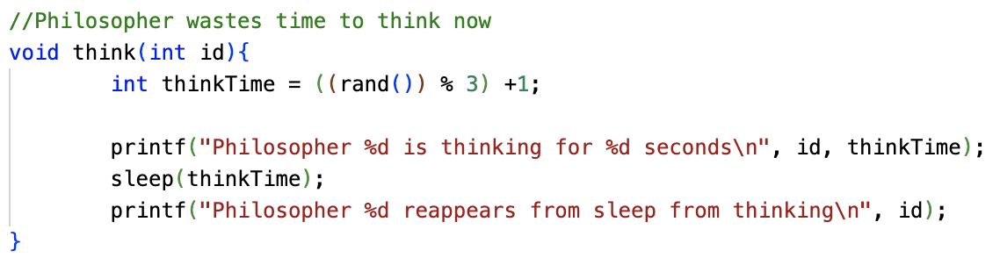 //Philosopher wastes time to think now
void think(int id){
int thinkTime = ((rand()) % 3) +1;
printf("Philosopher %d is thinking for %d seconds\n", id, thinkTime);
sleep(thinkTime);
printf("Philosopher %d reappears from sleep from thinking\n", id);
}